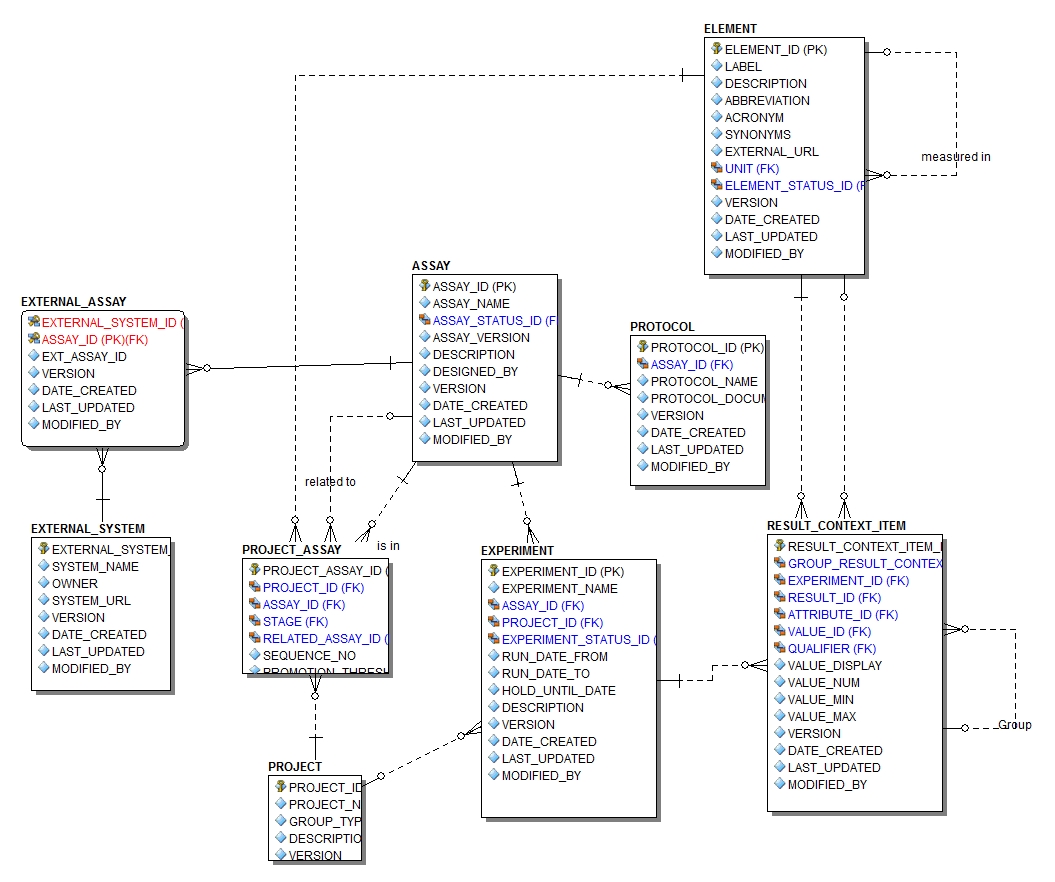 ELEMENT
ELEMENT_ID (PK)
LABEL
DESCRIPTION
ABBREVIATION
ACRONYM
SYNONYMS
EXTERNAL_URL
UNIT (FK)
ELEMENT_STATUS_ID (F
VERSION
DATE_CREATED
LAST_UPDATED
MODIFIED_BY
measured in
ASSAY
ASSAY_ID (PK)
ASSAY_NAME
ASSAY_STATUS_ID (F
ASSAY_VERSION
DESCRIPTION
DESIGNED_BY
VERSION
DATE_CREATED
LAST_UPDATED
MODIFIED_BY
EXTERNAL_ASSAY
EXTERNAL_SYSTEM_ID (
ASSAY_ID (PK)(FK)
EXT_ASSAY_ID
VERSION
DATE_CREATED
LAST_UPDATED
MODIFIED_BY
PROTOCOL
PROTOCOL_ID (PK)
ASSAY_ID (FK)
PROTOCOL_NAME
PROTOCOL_DOCUM
VERSION
DATE_CREATED
LAST_UPDATED
MODIFIED_BY
related to
is in
EXTERNAL_SYSTEM
EXTERNAL_SYSTEM_
SYSTEM_NAME
OWNER
SYSTEM_URL
VERSION
DATE_CREATED
LAST_UPDATED
MODIFIED_BY
PROJECT_ASSAY
PROJECT_ASSAY_ID (
PROJECT_ID (FK)
ASSAY_ID (FK)
STAGE (FK)
RELATED_ASSAY_ID (
SEQUENCE_NO
PROMOTION_THRESH
EXPERIMENT
EXPERIMENT_ID (PK)
EXPERIMENT_NAME
ASSAY_ID (FK)
PROJECT_ID (FK)
EXPERIMENT_STATUS_ID (
RUN_DATE_FROM
RUN_DATE_TO
HOLD_UNTIL_DATE
DESCRIPTION
VERSION
DATE_CREATED
LAST_UPDATED
MODIFIED_BY
RESULT_CONTEXT_ITEM
RESULT_CONTEXT_ITEM_I
GROUP_RESULT_CONTEX
EXPERIMENT_ID (FK)
RESULT_ID (FK)
ATTRIBUTE_ID (FK)
VALUE_ID (FK)
QUALIFIER (FK)
VALUE_DISPLAY
VALUE_NUM
VALUE_MIN
VALUE_MAX
VERSION
DATE_CREATED
LAST_UPDATED
MODIFIED_BY
Group
PROJECT
PROJECT_ID
PROJECT_N
GROUP_TYP
DESCRIPTIO
VERSION